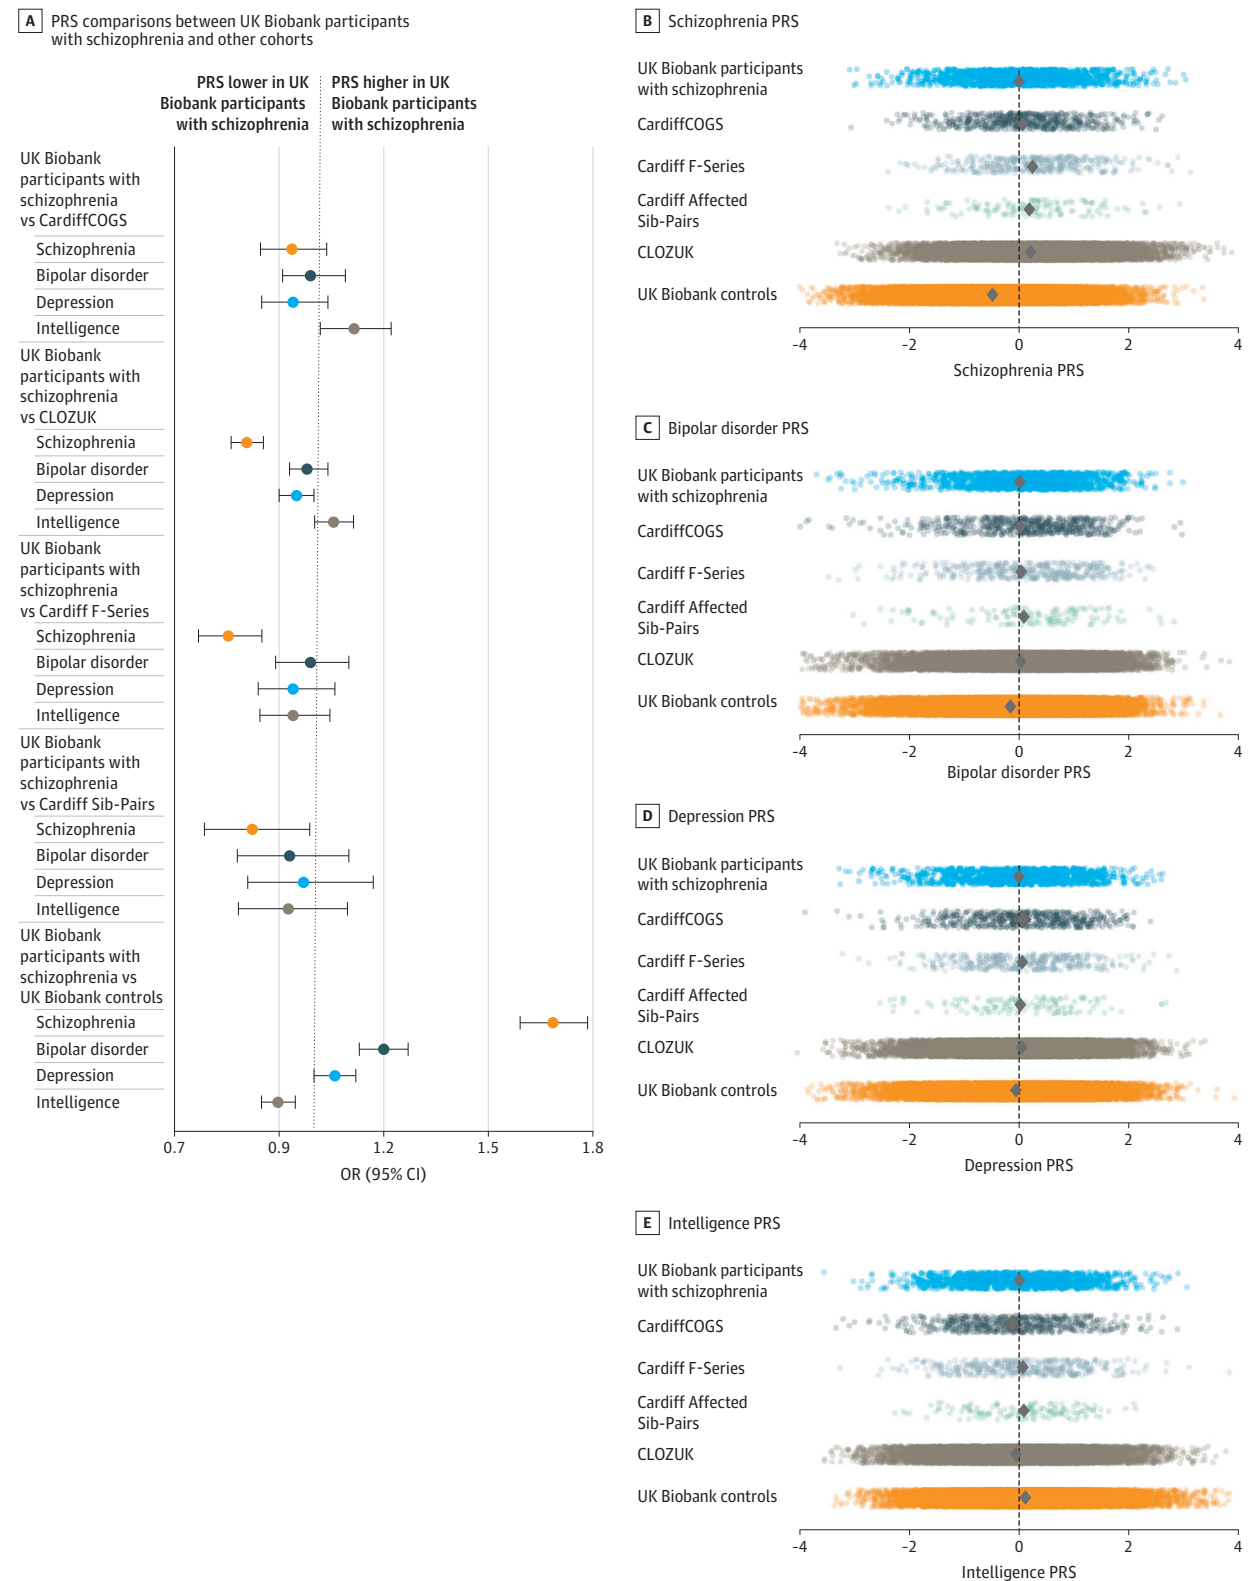 A PRS comparisons between UK Biobank participants
with schizophrenia and other cohorts
PRS lower in UK
Biobank participants
with schizophrenia
PRS higher in UK
Biobank participants
with schizophrenia
UK Biobank
participants with
schizophrenia
vs CardiffCOGS
Schizophrenia
Bipolar disorder
Depression
Intelligence
UK Biobank
participants with
schizophrenia
vs CLOZUK
Schizophrenia
Bipolar disorder
Depression
Intelligence
UK Biobank
participants with
schizophrenia
vs Cardiff F-Series
Schizophrenia
Bipolar disorder
Depression
Intelligence
UK Biobank
participants with
schizophrenia
vs Cardiff Sib-Pairs
Schizophrenia
Bipolar disorder
Depression
Intelligence
UK Biobank
participants with
schizophrenia vs
UK Biobank controls
Schizophrenia
Bipolar disorder
Depression
Intelligence
0.7 0.9 1.2 1.5 1.8
OR (95% CI)
B Schizophrenia PRS
UK Biobank participants
with schizophrenia
CardiffCOGS
Cardiff F-Series
Cardiff Affected
Sib-Pairs
CLOZUK
UK Biobank controls
-4 -2 0 2 4
Schizophrenia PRS
C Bipolar disorder PRS
UK Biobank participants
with schizophrenia
CardiffCOGS
Cardiff F-Series
Cardiff Affected
Sib-Pairs
CLOZUK
UK Biobank controls
-4 -2 0 2 4
Bipolar disorder PRS
D Depression PRS
UK Biobank participants
with schizophrenia
CardiffCOGS
Cardiff F-Series
Cardiff Affected
Sib-Pairs
CLOZUK
UK Biobank controls
-4 -2 0 2 4
Depression PRS
E Intelligence PRS
UK Biobank participants
with schizophrenia
CardiffCOGS
Cardiff F-Series
Cardiff Affected
Sib-Pairs
CLOZUK
UK Biobank controls
-4 -2 0 2 4
Intelligence PRS